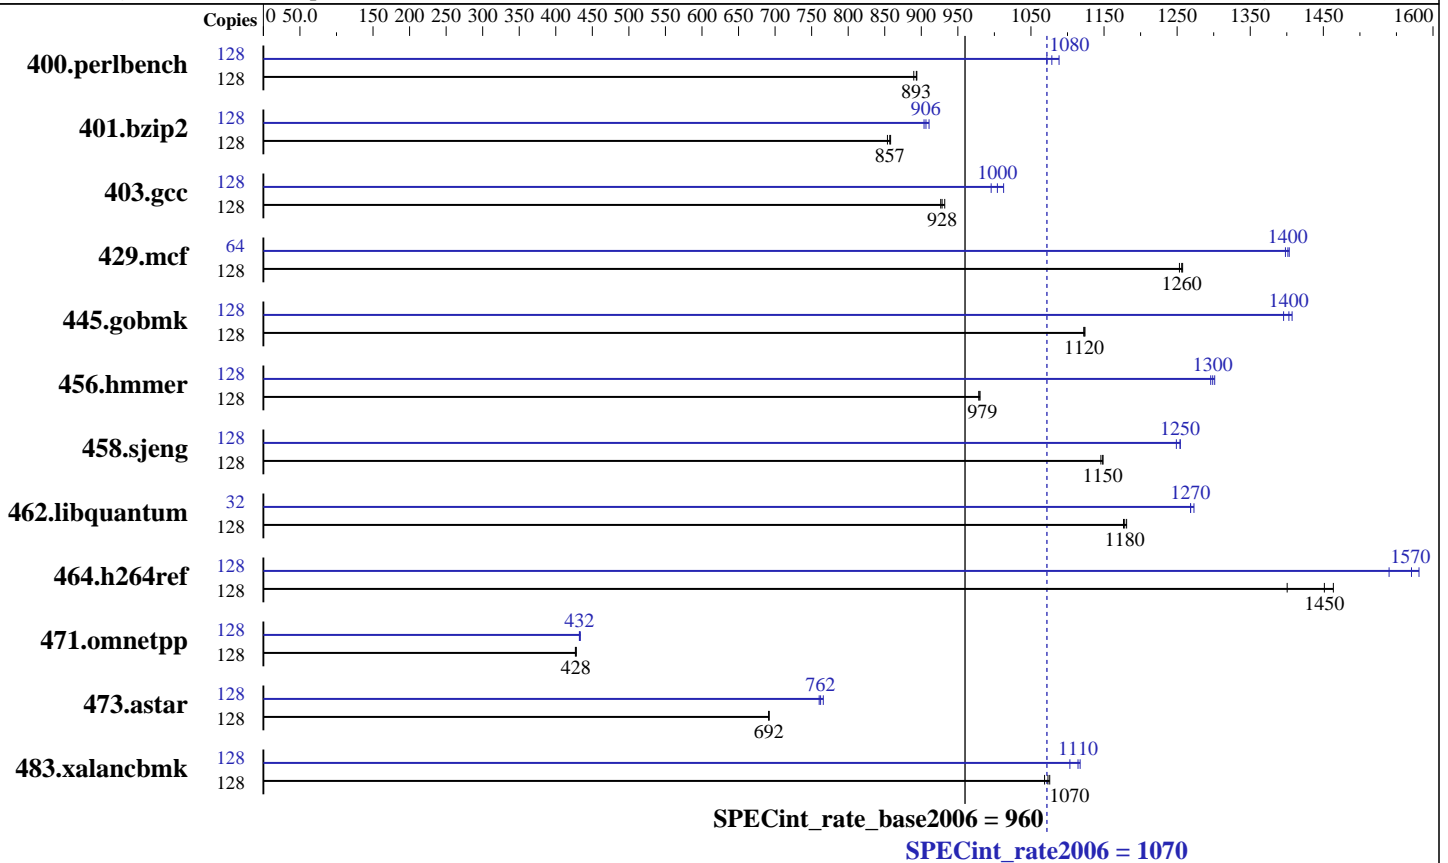 Copies 0 50.0 150 200 250 300 350 400 450 500 550 600 650 700 750 800 850 900 950 1050 1150 1250 1350 1450 1600
400.perlbench 128 1080
128 893
401.bzip2 128 906
128 857
403.gcc 128 1000
128 928
429.mcf 64 1400
128 1260
445.gobmk 128 1400
128 1120
456.hmmer 128 1300
128 979
458.sjeng 128 1250
128 1150
462.libquantum 32 1270
128 1180
464.h264ref 128 1570
128 1450
471.omnetpp 128 432
128 428
473.astar 128 762
128 692
483.xalancbmk 128 1110
128 1070
SPECint_rate_base2006 = 960
SPECint_rate2006 = 1070